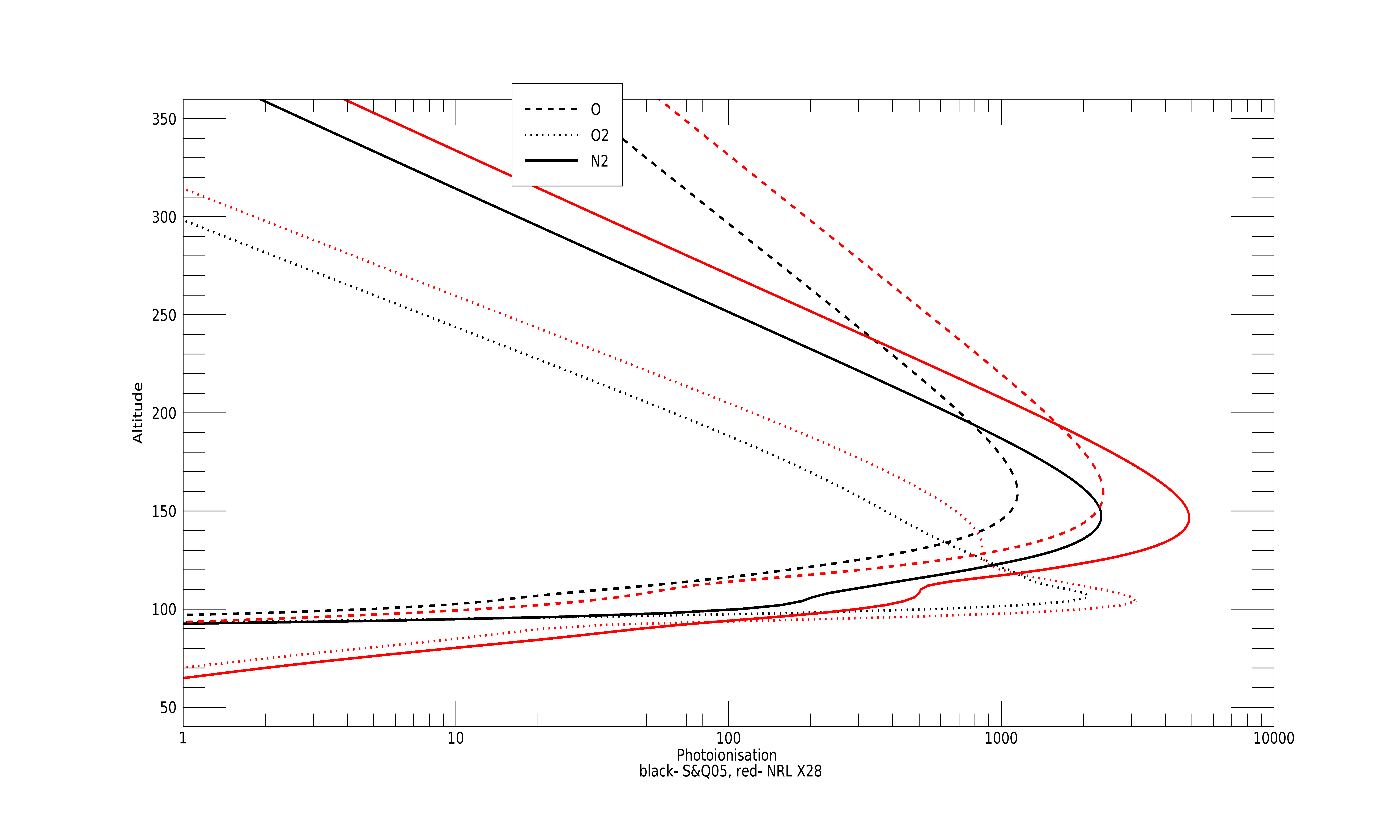 O
O2
N2
350
300
250
200
150
100
50
Altitude
1 10 100 1000 10000
Photoionisation
black- S&Q05, red- NRL X28